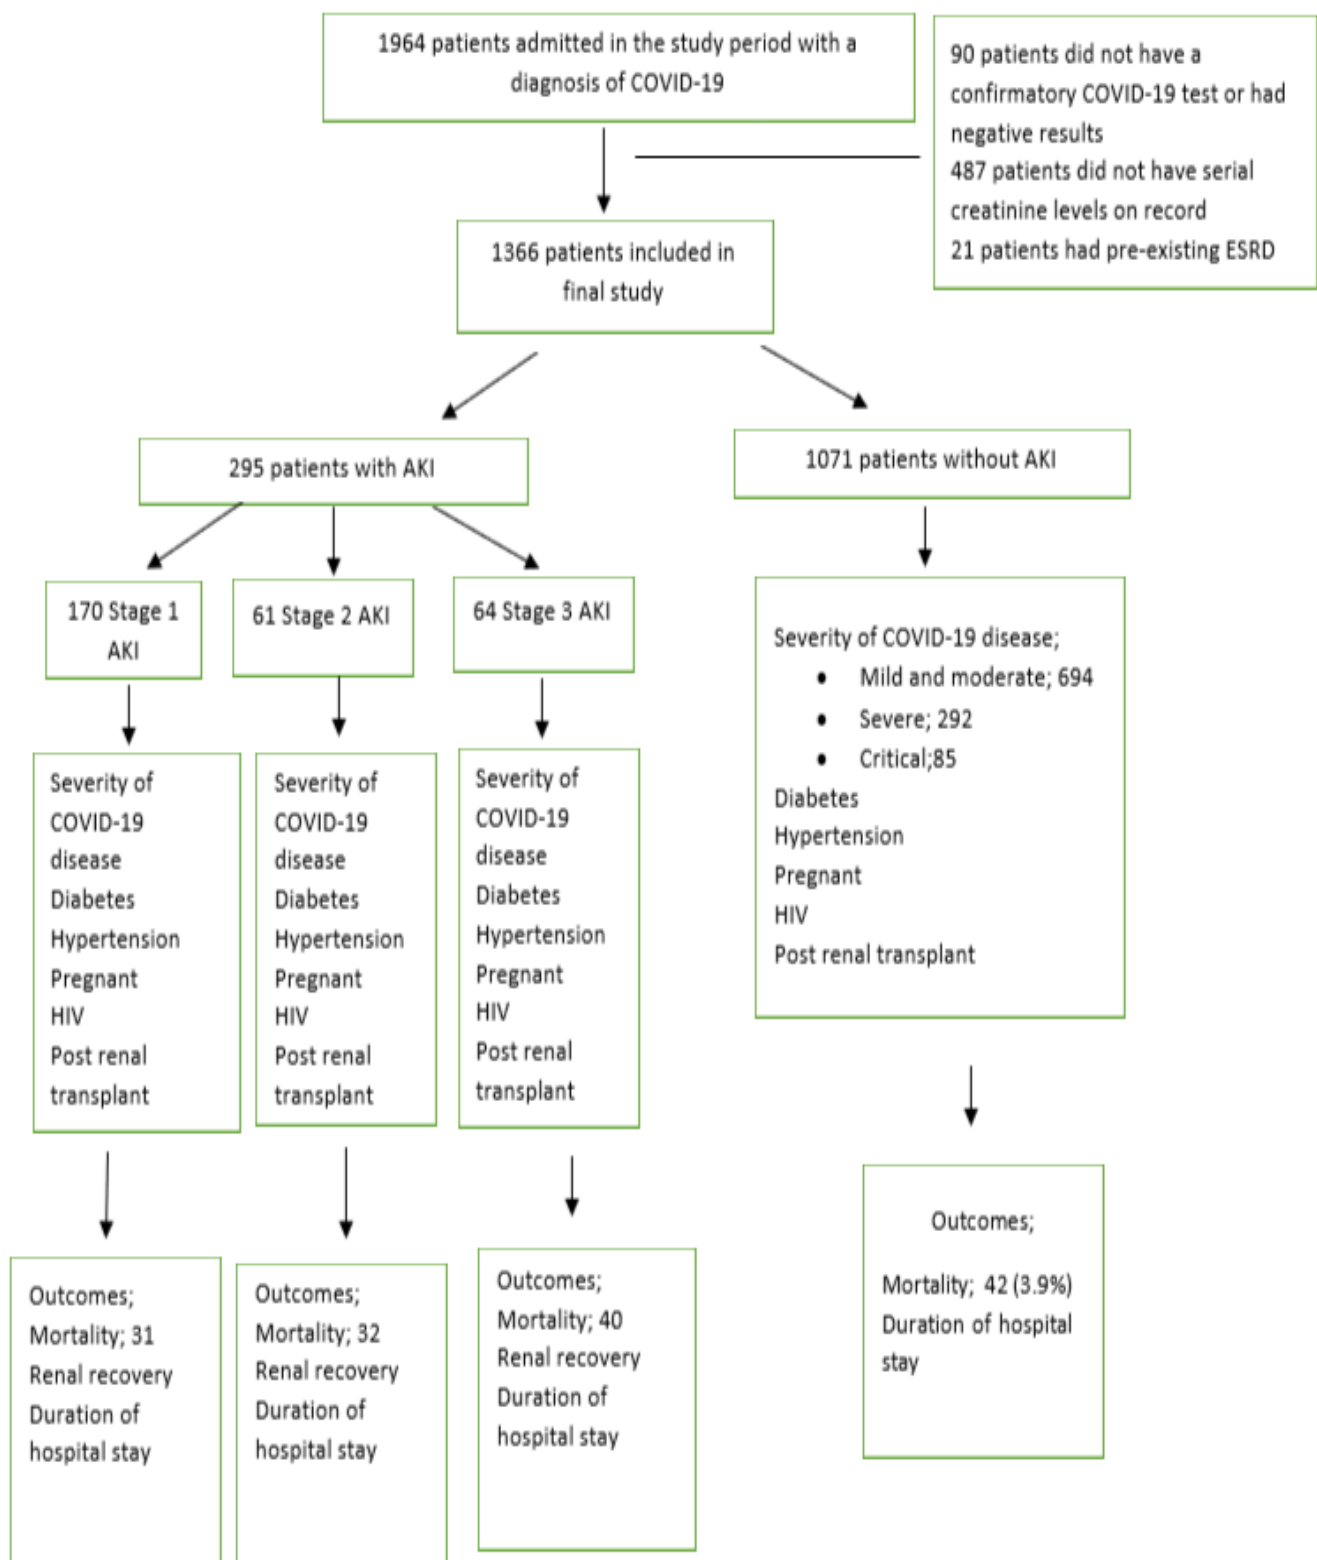 1964 patients admitted in the study period with a
diagnosis of COVID-19
90 patients did not have a
confirmatory COVID-19 test or had
negative results
487 patients did not have serial
creatinine levels on record
21 patients had pre-existing ESRD
1366 patients included in
final study
295 patients with AKI
1071 patients without AKI
170 Stage 1
AKI
61 Stage 2 AKI
64 Stage 3 AKI
Severity of COVID-19 disease;
• Mild and moderate; 694
• Severe; 292
• Critical;85
Diabetes
Hypertension
Pregnant
HIV
Post renal transplant
Severity of
COVID-19
disease
Diabetes
Hypertension
Pregnant
HIV
Post renal
transplant
Severity of
COVID-19
disease
Diabetes
Hypertension
Pregnant
HIV
Post renal
transplant
Severity of
COVID-19
disease
Diabetes
Hypertension
Pregnant
HIV
Post renal
transplant
Outcomes;
Mortality; 31
Renal recovery
Duration of
hospital stay
Outcomes;
Mortality; 32
Renal recovery
Duration of
hospital stay
Outcomes;
Mortality; 40
Renal recovery
Duration of
hospital stay
Outcomes;
Mortality; 42 (3.9%)
Duration of hospital
stay